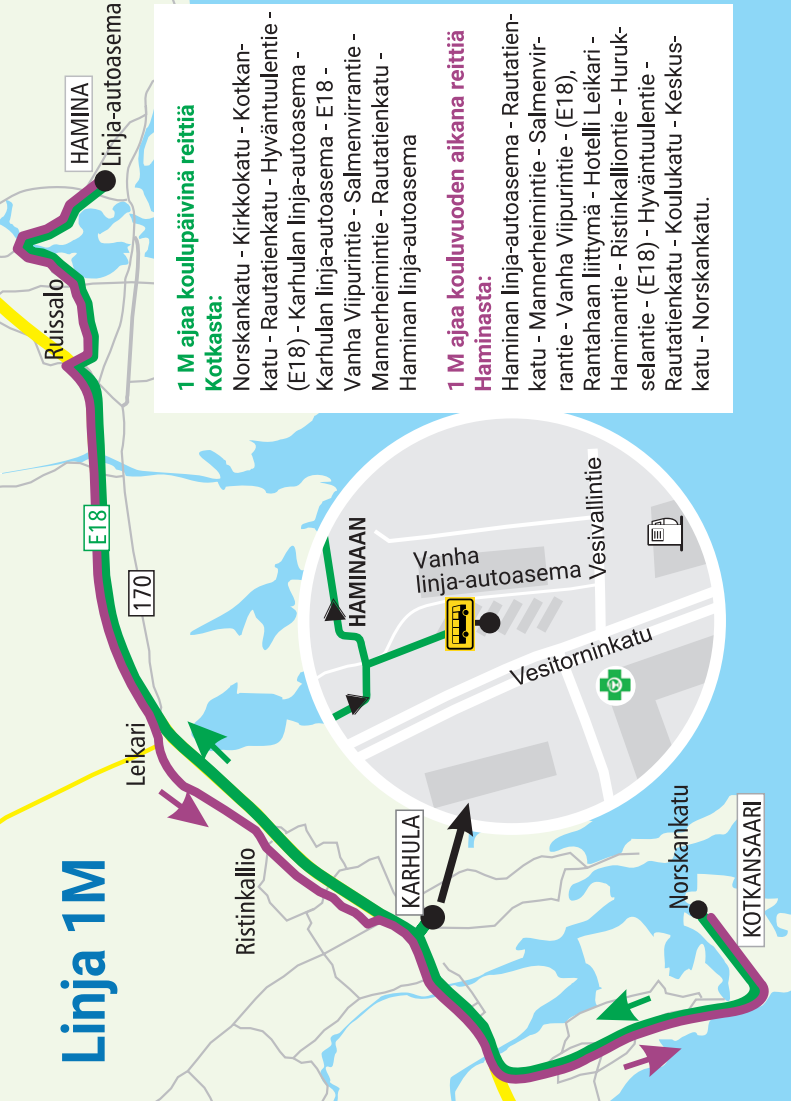 Linja 1M
HAMINA
Linja-autoasema
Ruissalo
E18
170
Leikari
Ristinkallio
KARHULA
Norskankatu
KOTKANSAARI
HAMINAAN
Vanha
linja-autoasema
Vesivallintie
Vesitorninkatu
1 M ajaa koulupäivinä reittiä
Kotkasta:
Norskankatu - Kirkkokatu - Kotkan-
katu - Rautatienkatu - Hyväntuulentie -
(E18) - Karhulan linja-autoasema -
Karhulan linja-autoasema - E18 -
Vanha Viipurintie - Salmenvirrantie -
Mannerheimintie - Rautatienkatu -
Haminan linja-autoasema
1 M ajaa kouluvuoden aikana reittiä
Haminasta:
Haminan linja-autoasema - Rautatien-
katu - Mannerheimintie - Salmenvir-
rantie - Vanha Viipurintie - (E18),
Rantahaan liittymä - Hotelli Leikari -
Haminantie - Ristinkalliontie - Huruk-
selantie - (E18) - Hyväntuulentie -
Rautatienkatu - Koulukatu - Keskus-
katu - Norskankatu.